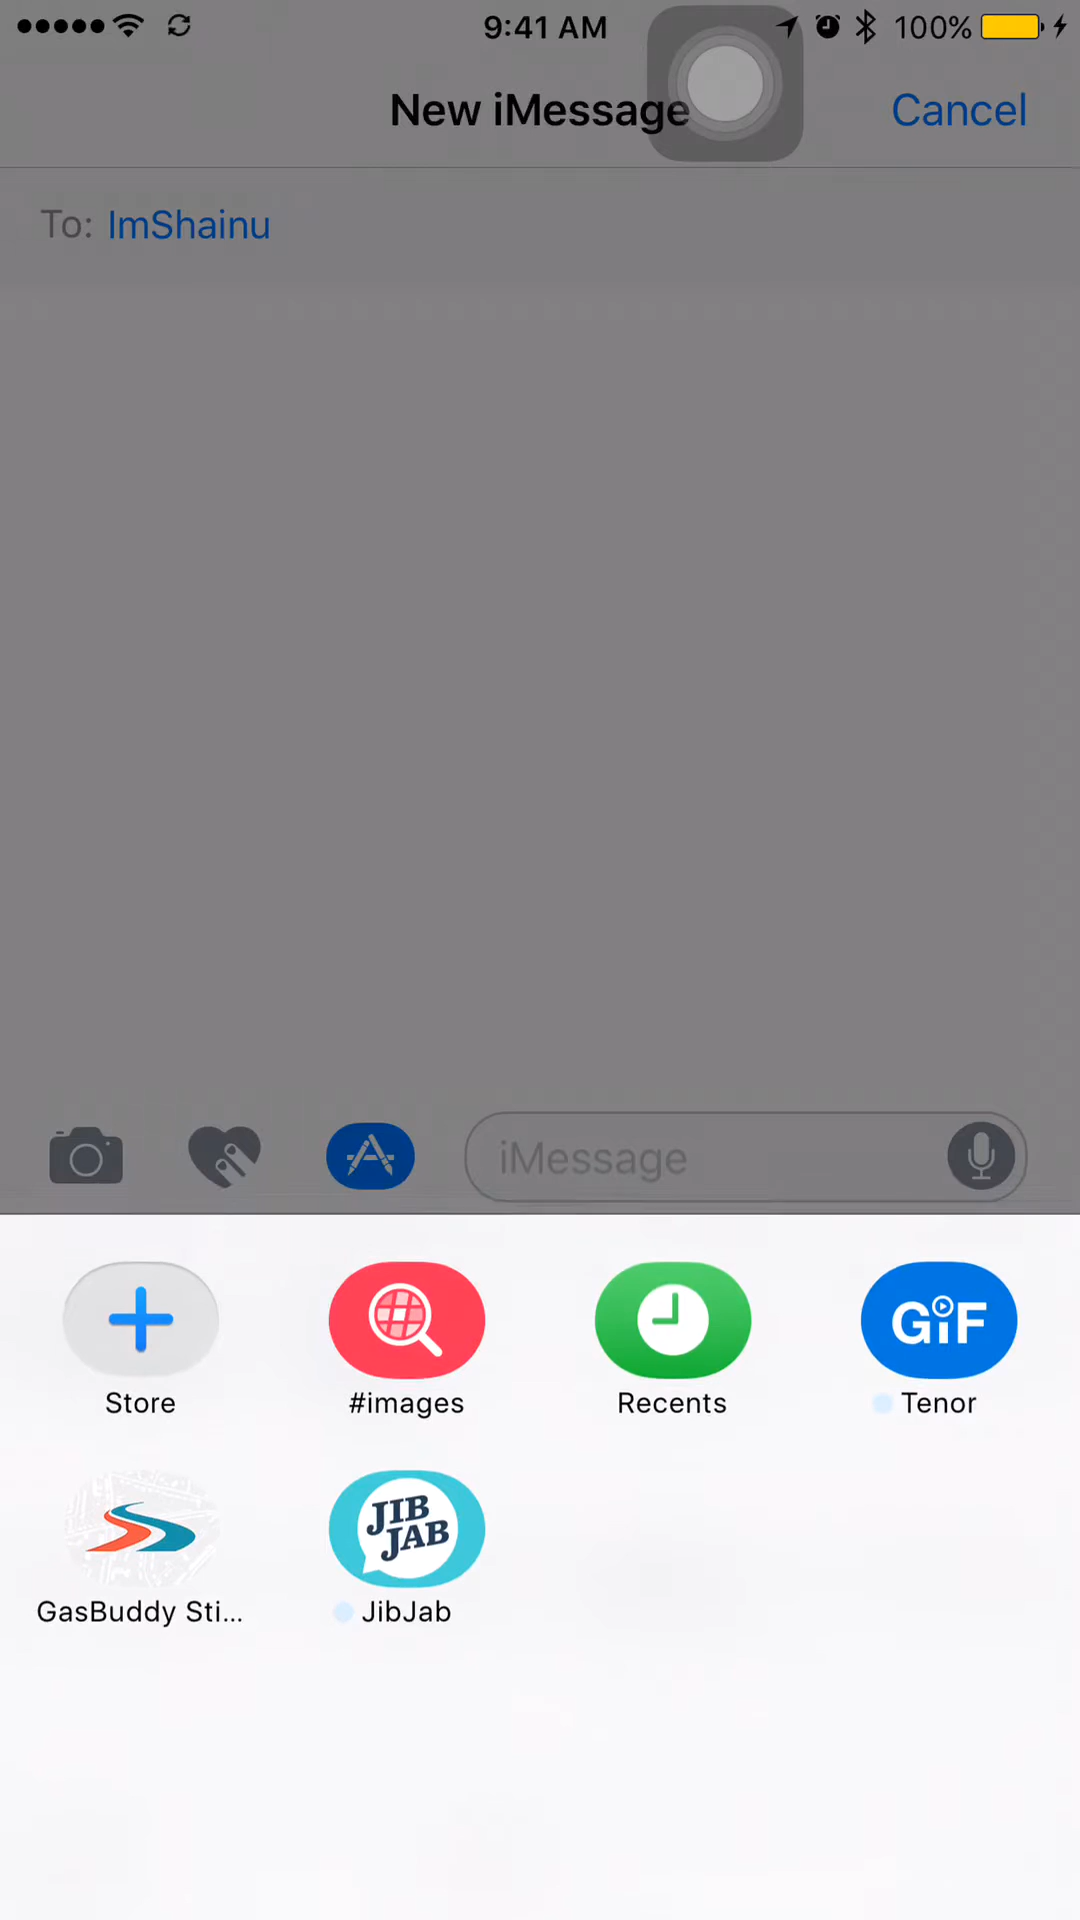 9:41 AM 100%
New iMessage Cancel
To: ImShainu
iMessage
GiF
Store #images Recents Tenor
JIB
JAB
GasBuddy Sti... JibJab